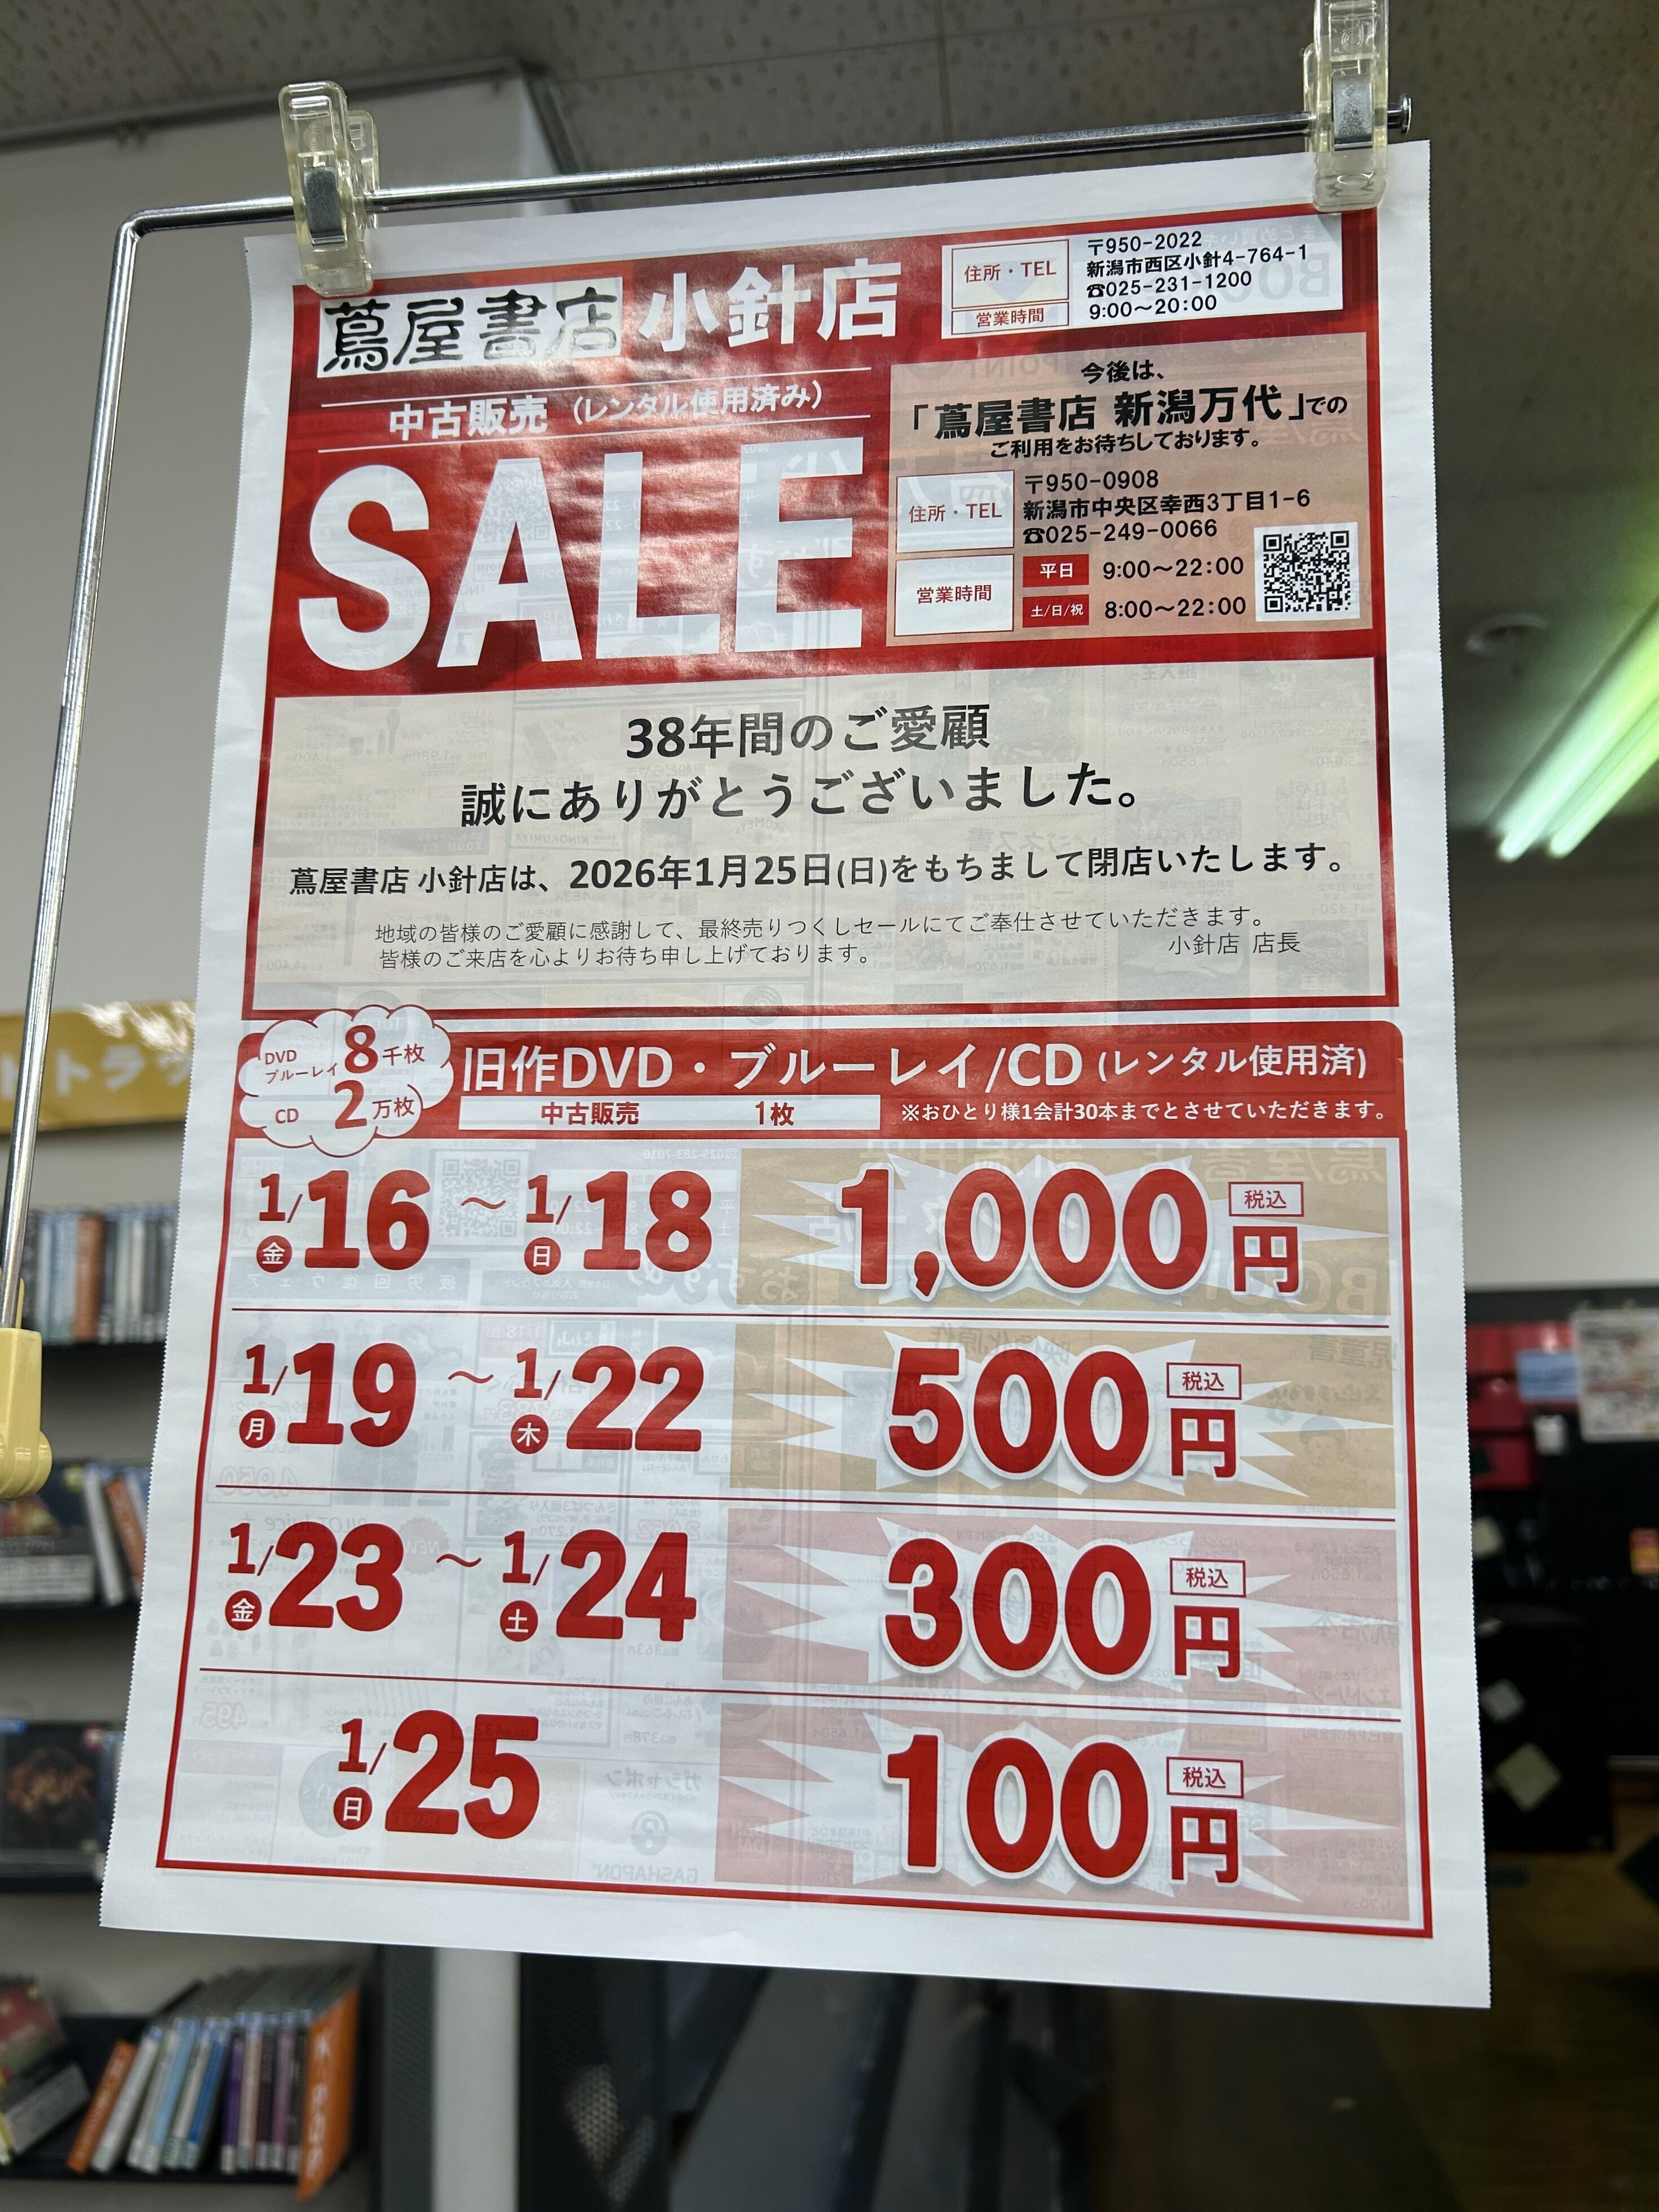 蔦屋書店 小針店
住所・TEL
〒950-2022
新潟市西区小針4-764-1
☎025-231-1200
営業時間
9:00～20:00
中古販売 (レンタル使用済み)
SALE
今後は、
「蔦屋書店 新潟万代」での
ご利用をお待ちしております。
住所・TEL
〒950-0908
新潟市中央区幸西3丁目1-6
☎025-249-0066
営業時間
平日 9:00～22:00
土/日/祝 8:00～22:00
38年間のご愛顧
誠にありがとうございました。
蔦屋書店 小針店は、2026年1月25日(日)をもちまして閉店いたします。
地域の皆様のご愛顧に感謝して、最終売りつくしセールにてご奉仕させていただきます。
皆様のご来店を心よりお待ち申し上げております。
小針店 店長
DVD
ブルーレイ 8千枚
CD 2万枚
旧作DVD・ブルーレイ/CD (レンタル使用済)
中古販売 1枚
※おひとり様1会計30本までとさせていただきます。
1/16 金 ～ 1/18 日 1,000円 税込
1/19 月 ～ 1/22 木 500円 税込
1/23 金 ～ 1/24 土 300円 税込
1/25 日 100円 税込